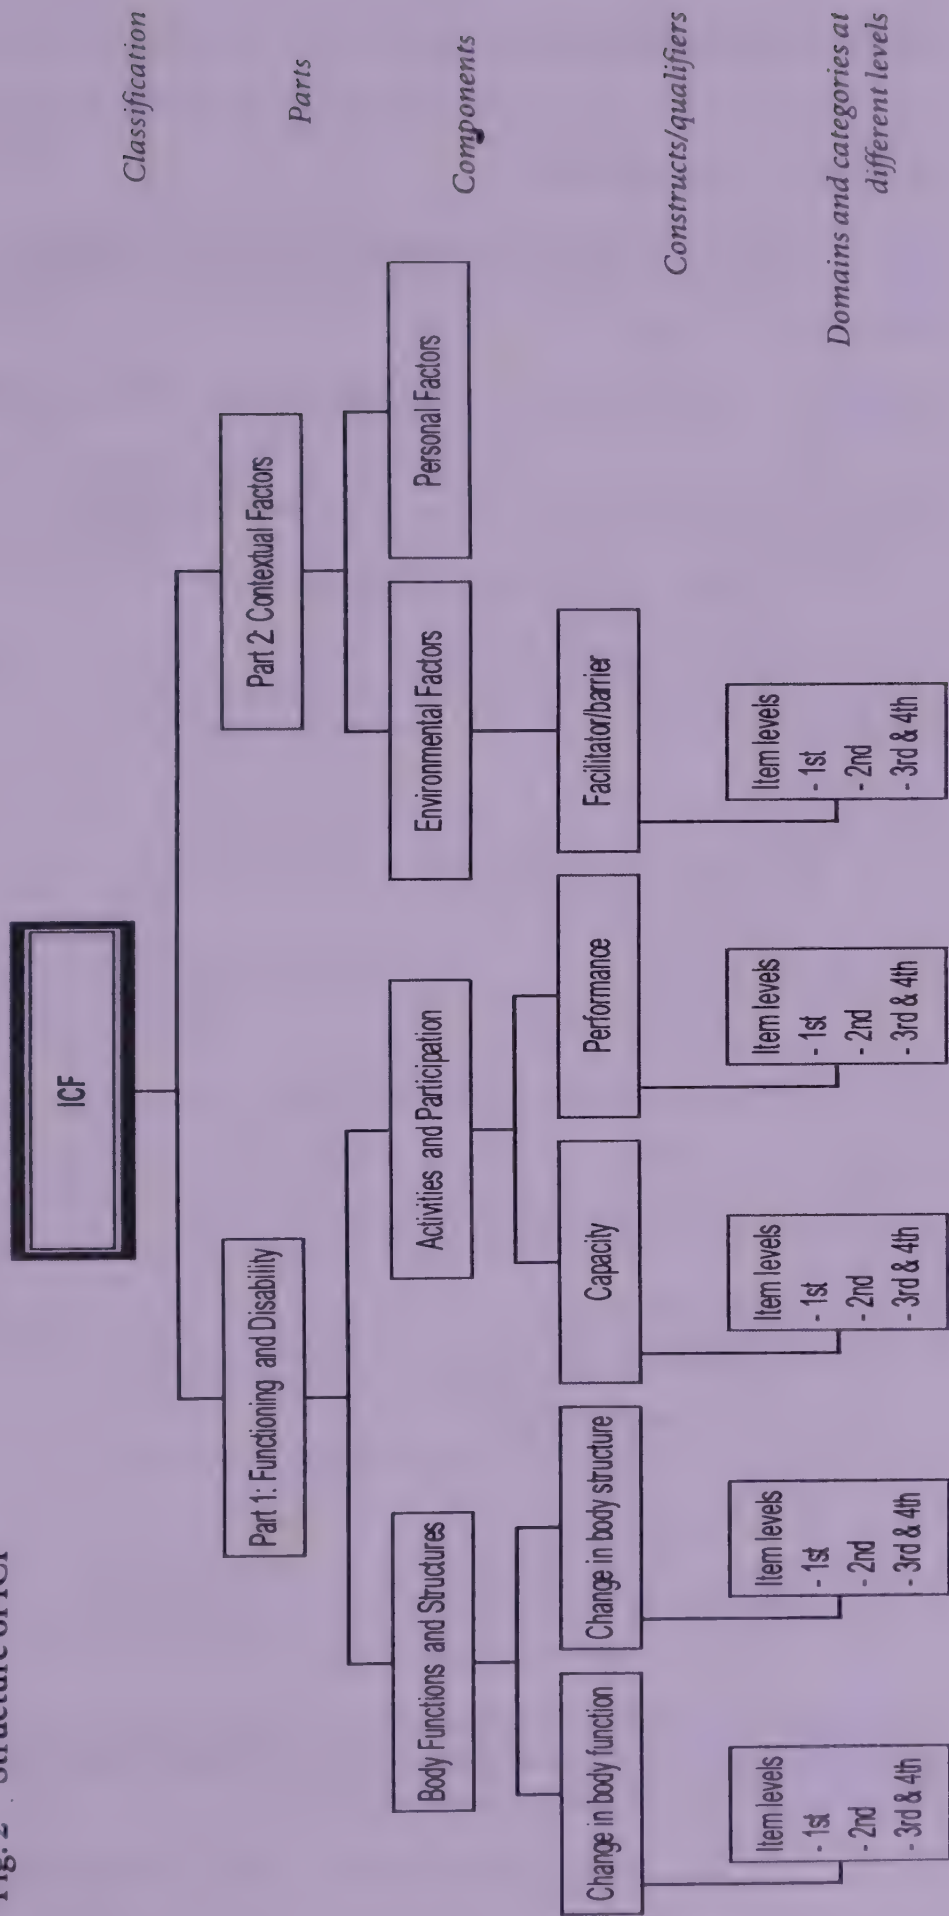 Fig. 2 Structure of ICF
ICF
Classification
Part 1: Functioning and Disability
Part 2: Contextual Factors
Parts
Body Functions and Structures
Activities and Participation
Environmental Factors
Personal Factors
Components
Change in body function
Change in body structure
Capacity
Performance
Facilitator/barrier
Constructs/qualifiers
Item levels
- 1st
- 2nd
- 3rd & 4th
Item levels
- 1st
- 2nd
- 3rd & 4th
Item levels
- 1st
- 2nd
- 3rd & 4th
Item levels
- 1st
- 2nd
- 3rd & 4th
Item levels
- 1st
- 2nd
- 3rd & 4th
Domains and categories at
different levels